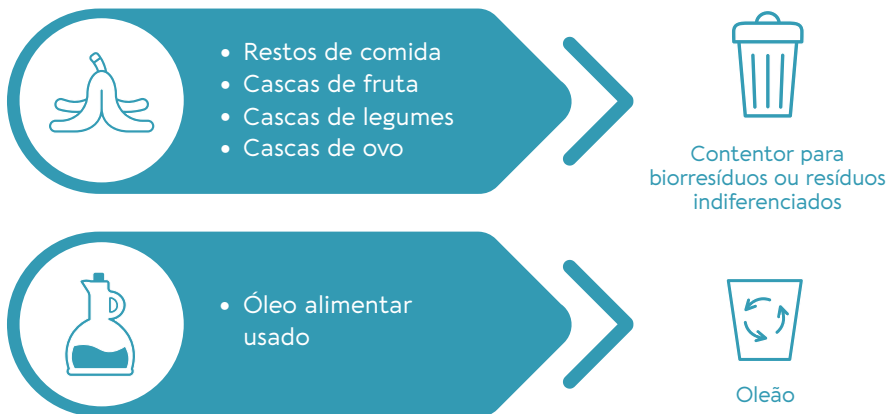 Restos de comida
Cascas de fruta
Cascas de legumes
Cascas de ovo
Contentor para
biorresíduos ou resíduos
indiferenciados
Óleo alimentar
usado
Oleão